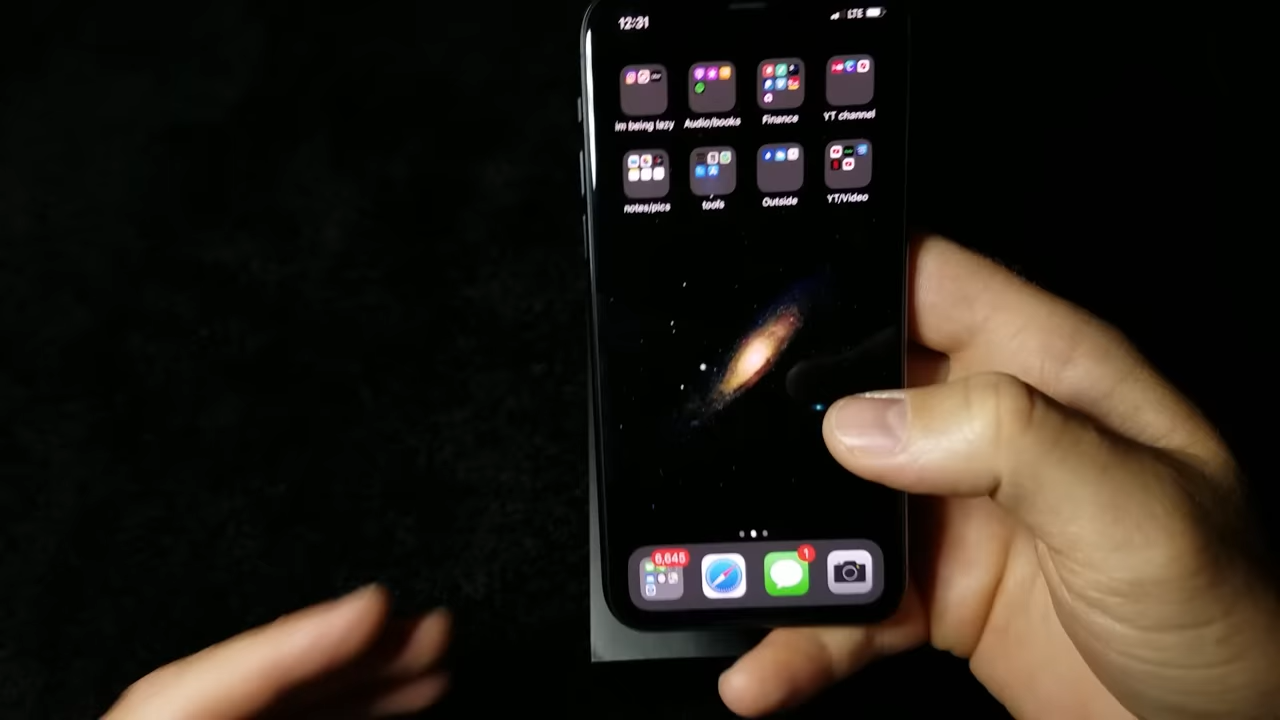 12:31
LTE
Im being lazy Audio/books Finance YT channel
notes/pics tools Outside YT/Video
6,645 1